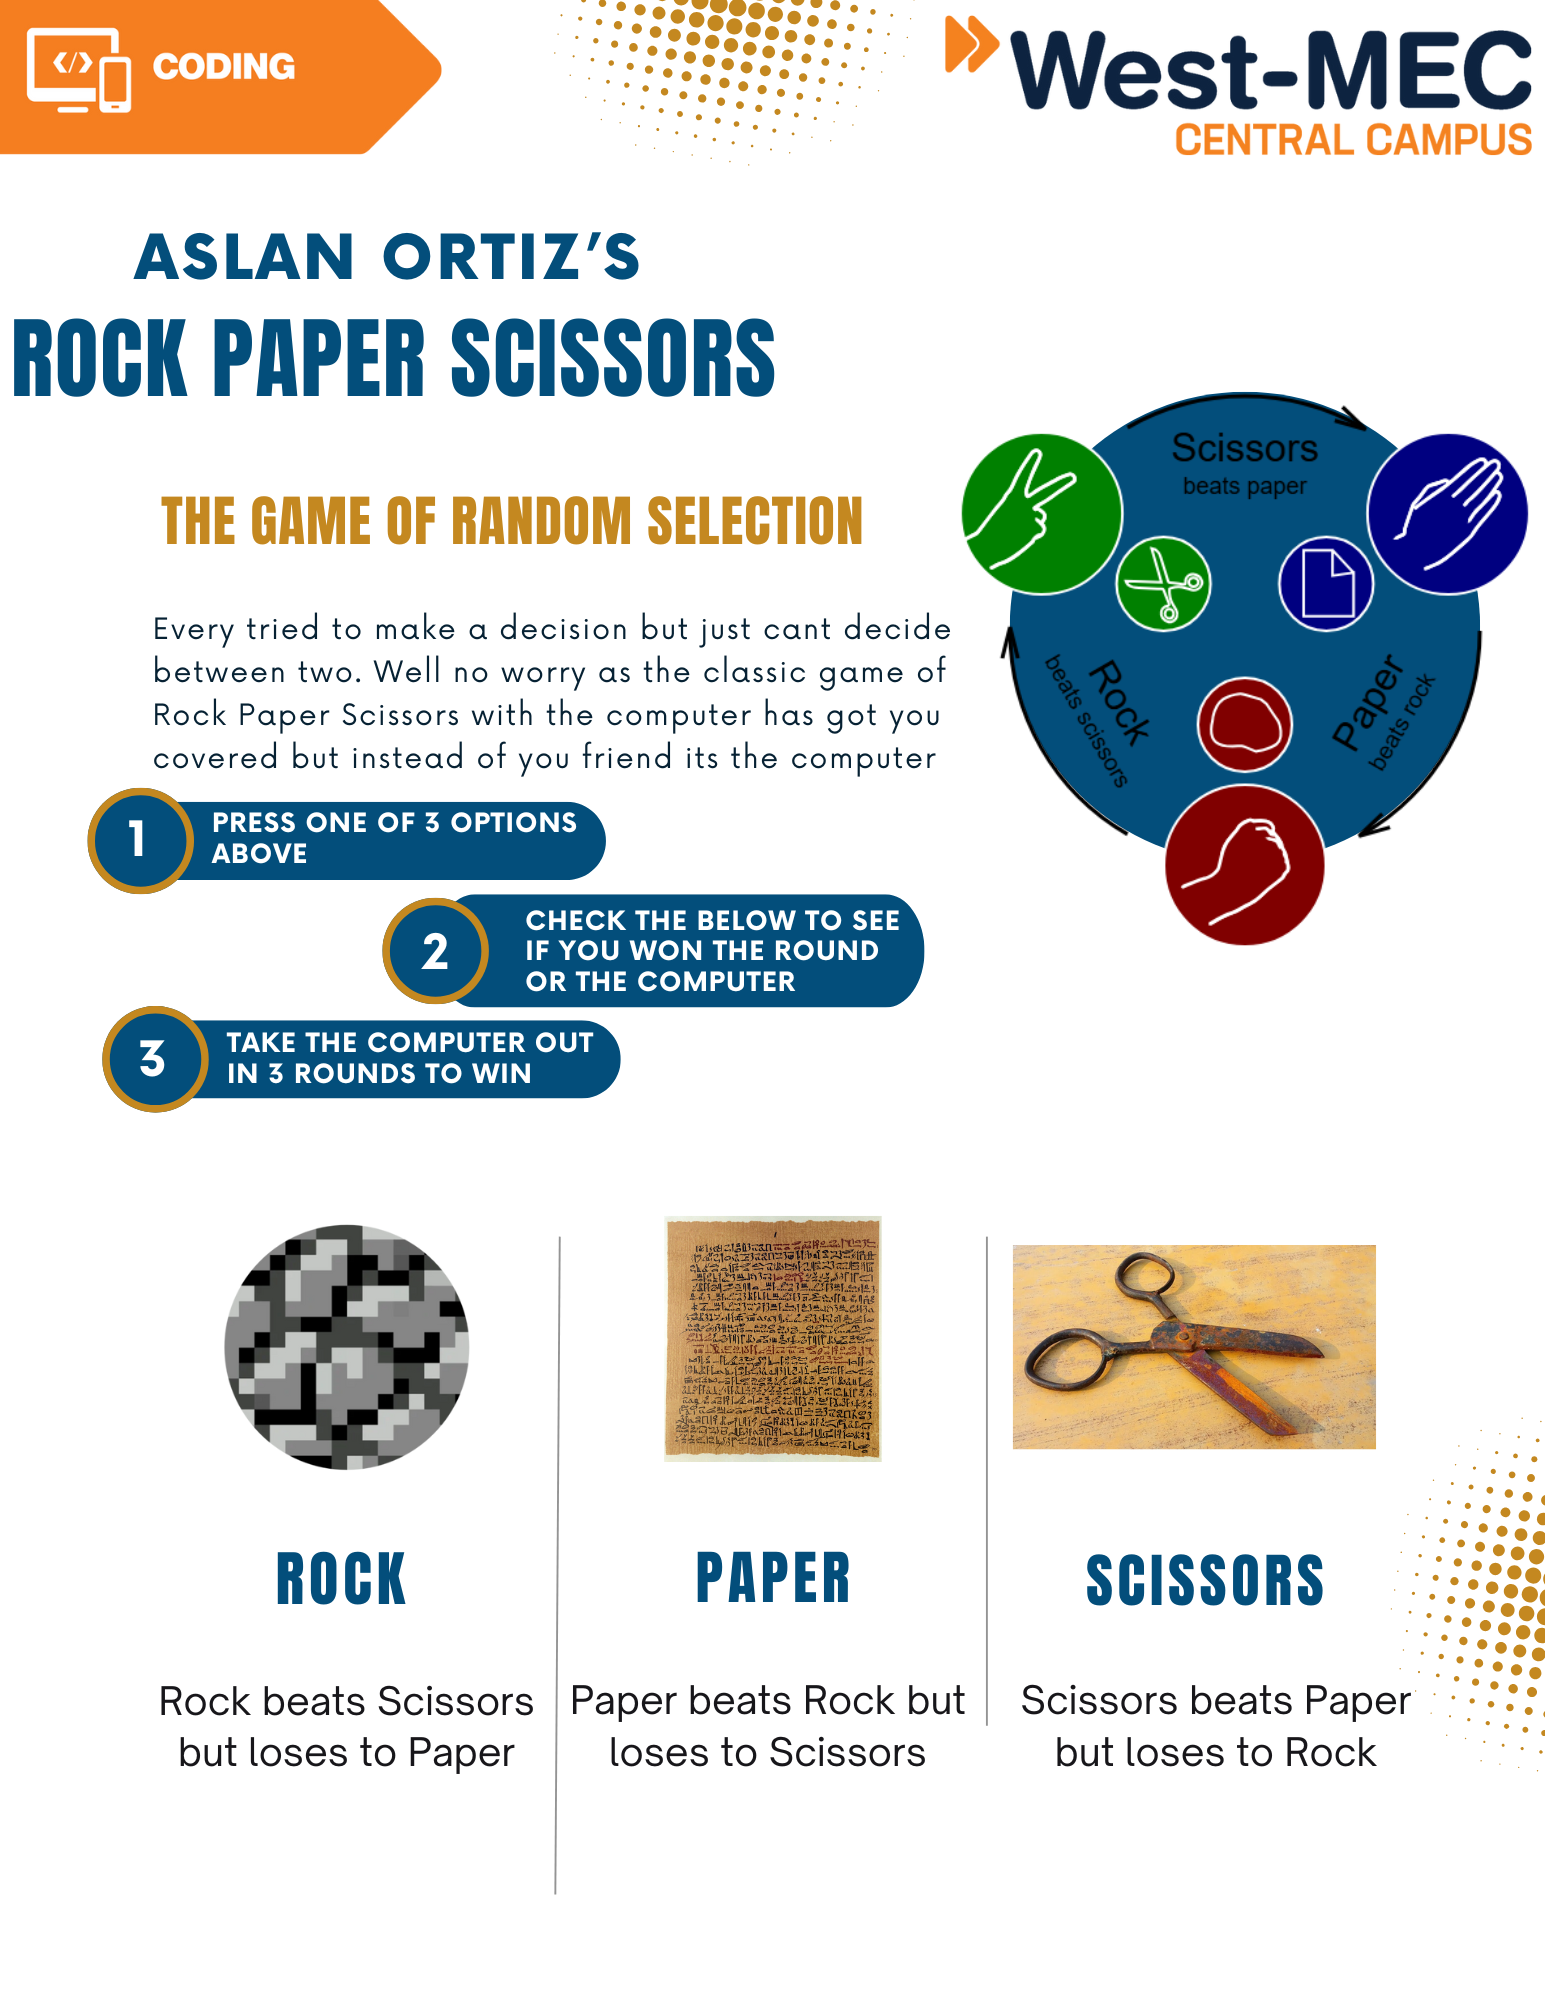 </> CODING
West-MEC
CENTRAL CAMPUS
ASLAN ORTIZ'S
ROCK PAPER SCISSORS
THE GAME OF RANDOM SELECTION
Every tried to make a decision but just cant decide
between two. Well no worry as the classic game of
Rock Paper Scissors with the computer has got you
covered but instead of you friend its the computer
1
PRESS ONE OF 3 OPTIONS
ABOVE
2
CHECK THE BELOW TO SEE
IF YOU WON THE ROUND
OR THE COMPUTER
3
TAKE THE COMPUTER OUT
IN 3 ROUNDS TO WIN
Scissors
beats paper
Rock
beats scissors
Paper
beats rock
ROCK
Rock beats Scissors
but loses to Paper
PAPER
Paper beats Rock but
loses to Scissors
SCISSORS
Scissors beats Paper
but loses to Rock